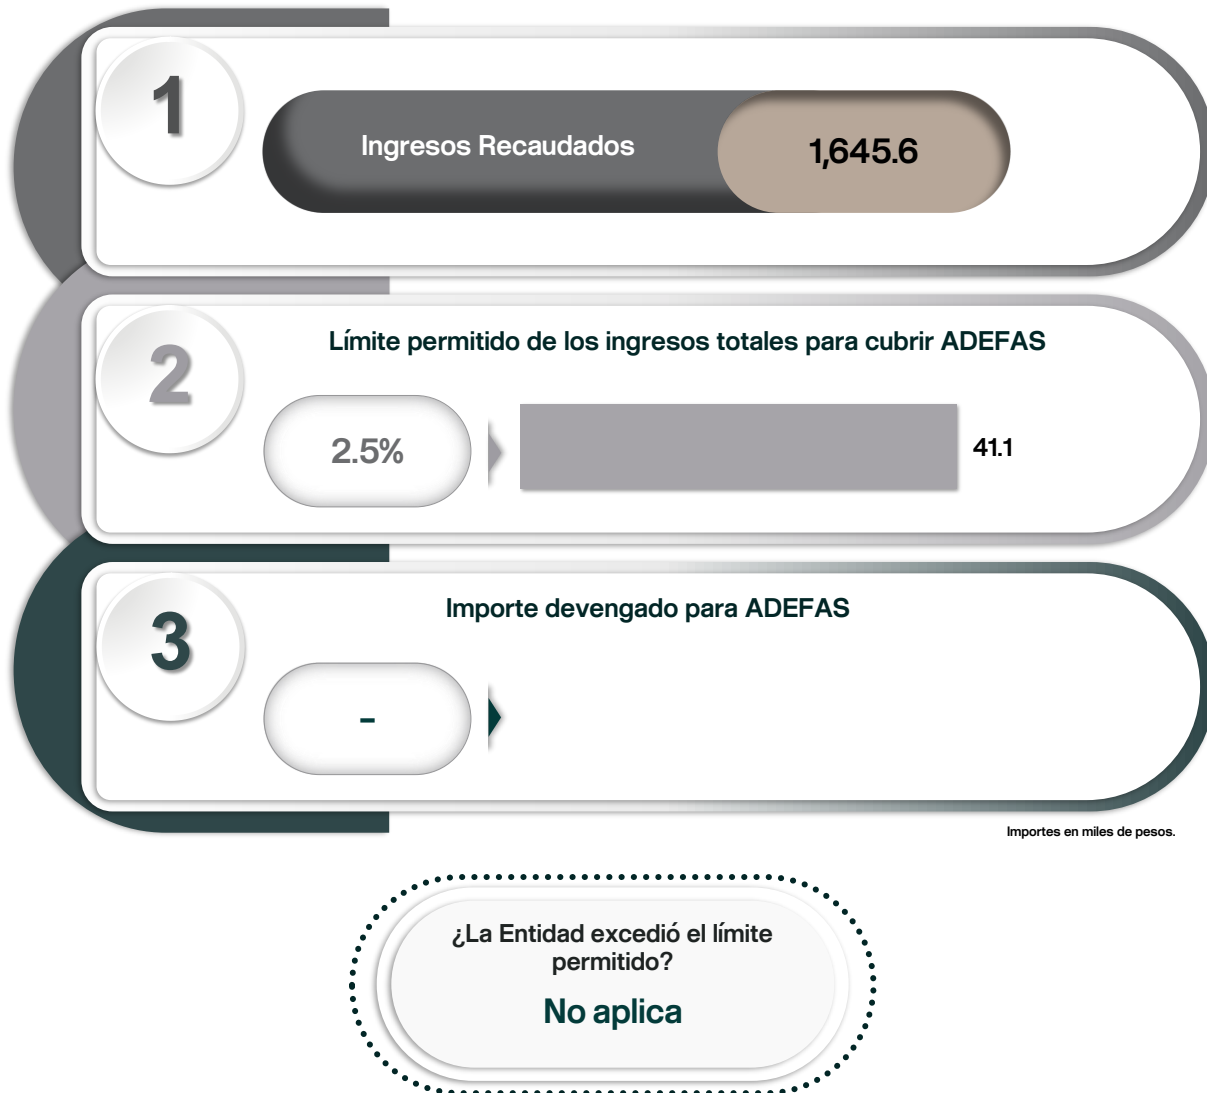 1
Ingresos Recaudados
1,645.6
2
Límite permitido de los ingresos totales para cubrir ADEFAS
2.5%
41.1
3
Importe devengado para ADEFAS
-
Importes en miles de pesos.
¿La Entidad excedió el límite
permitido?
No aplica